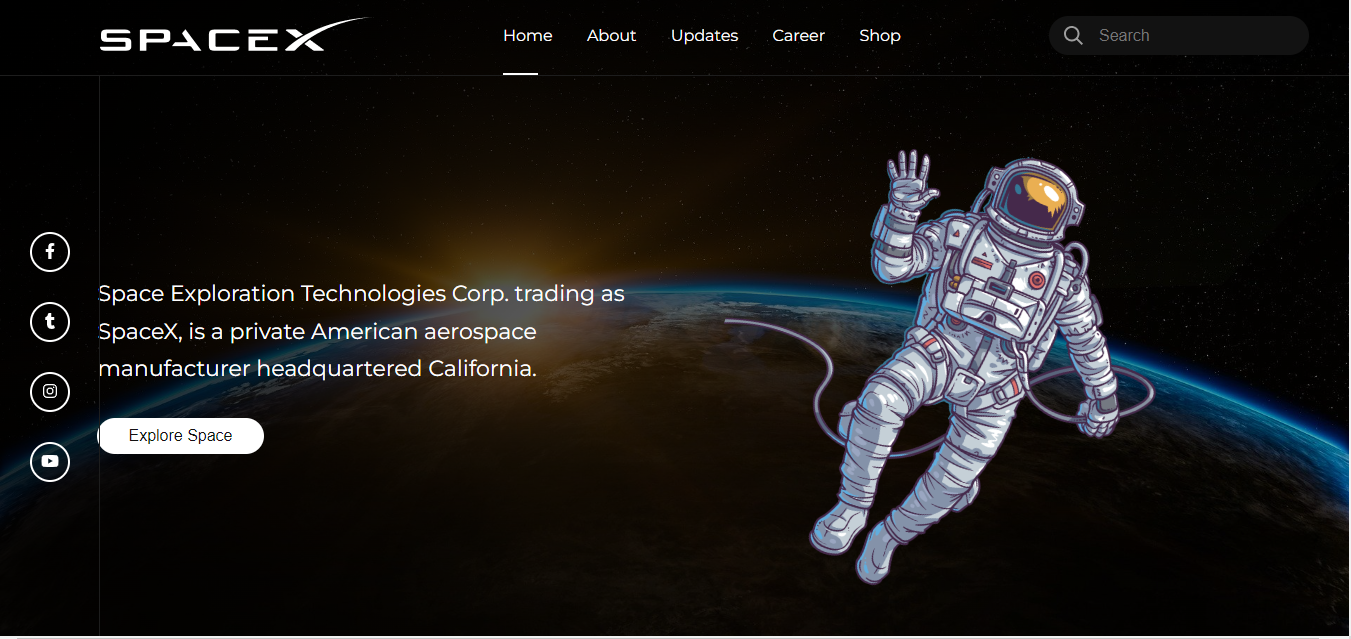 SPACEX
Home About Updates Career Shop
Search
Space Exploration Technologies Corp. trading as
SpaceX, is a private American aerospace
manufacturer headquartered California.
Explore Space